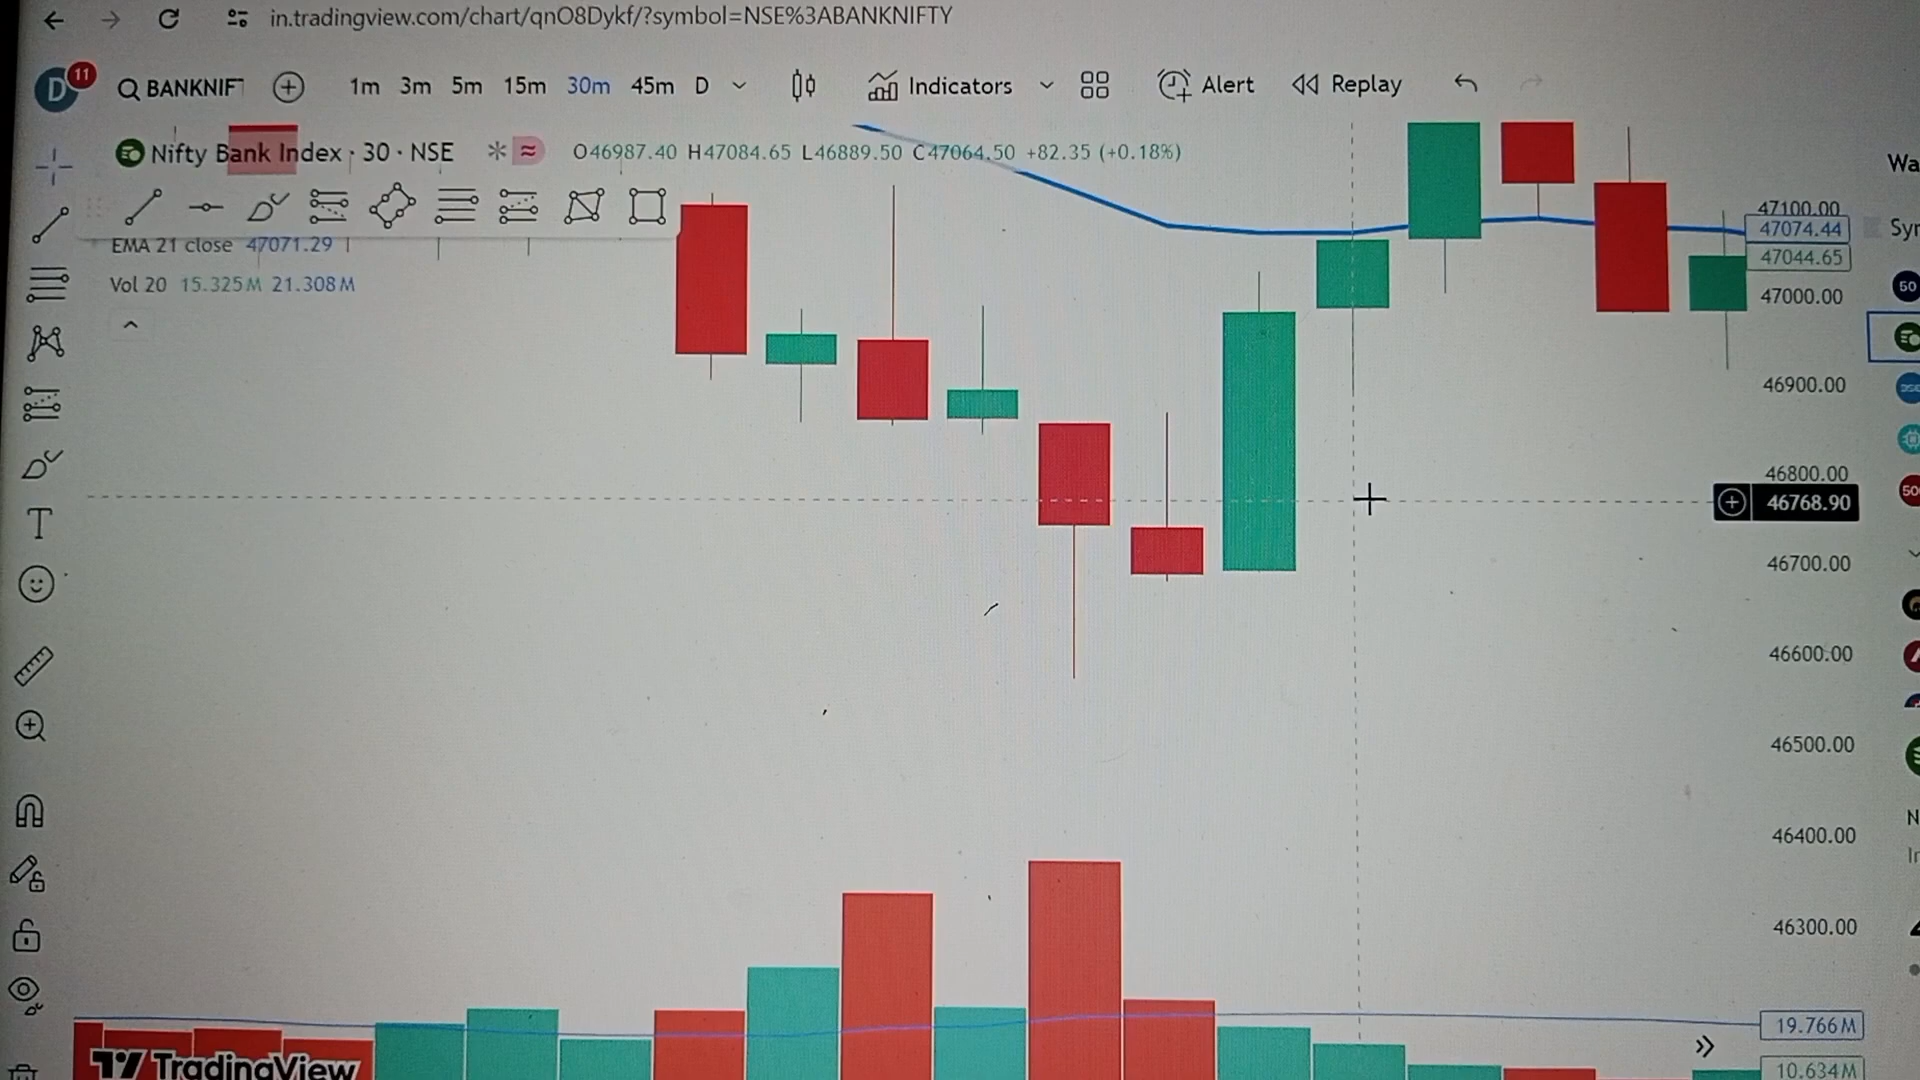 in.tradingview.com/chart/qnO8Dykf/?symbol=NSE%3ABANKNIFTY
D 11 BANKNIF 1m 3m 5m 15m 30m 45m D Indicators Alert Replay
Nifty Bank Index · 30 · NSE O46987.40 H47084.65 L46889.50 C47064.50 +82.35 (+0.18%)
Wa
47100.00
EMA 21 close 47071.29
47074.44
Syr
47044.65
Vol 20 15.325M 21.308M
47000.00
50
46900.00
46800.00
46768.90
50
46700.00
46600.00
46500.00
46400.00
N
46300.00
19.766M
TradingView
10.634M